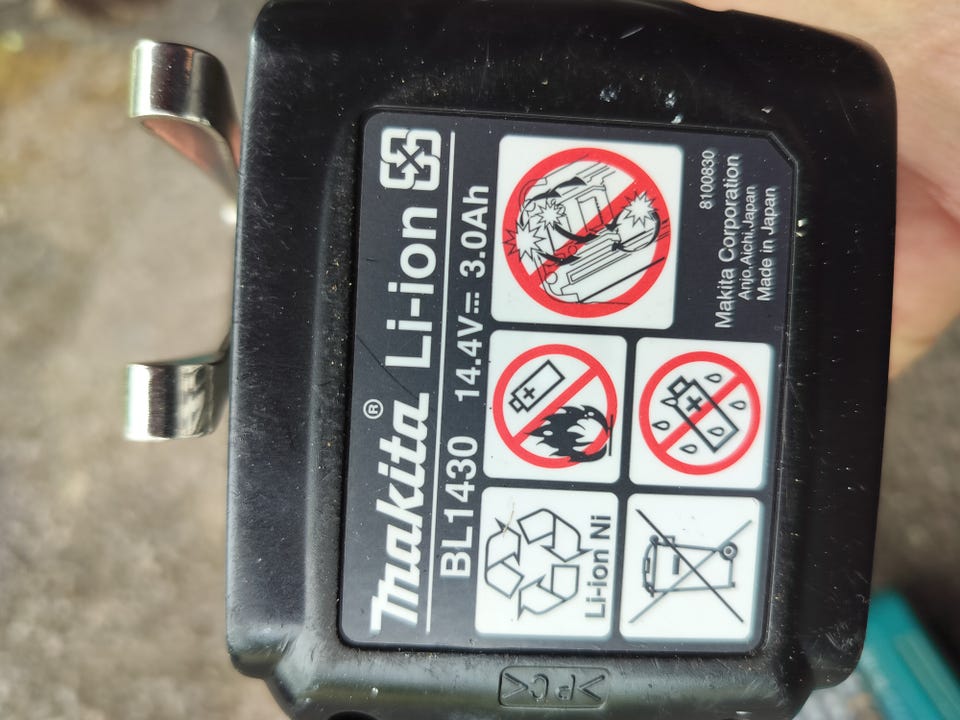 makita® Li-ion
BL1430 14.4V⎓ 3.0Ah
Li-ion Ni
8100830
Makita Corporation
Anjo,Aichi,Japan
Made in Japan
>PC<